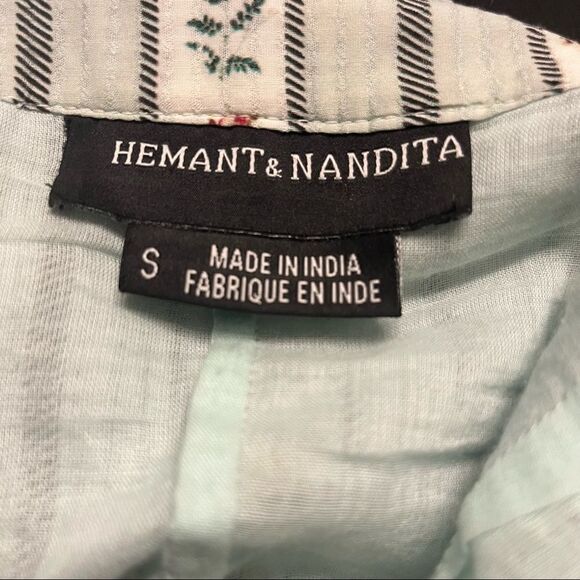 HEMANT & NANDITA
S
MADE IN INDIA
FABRIQUE EN INDE